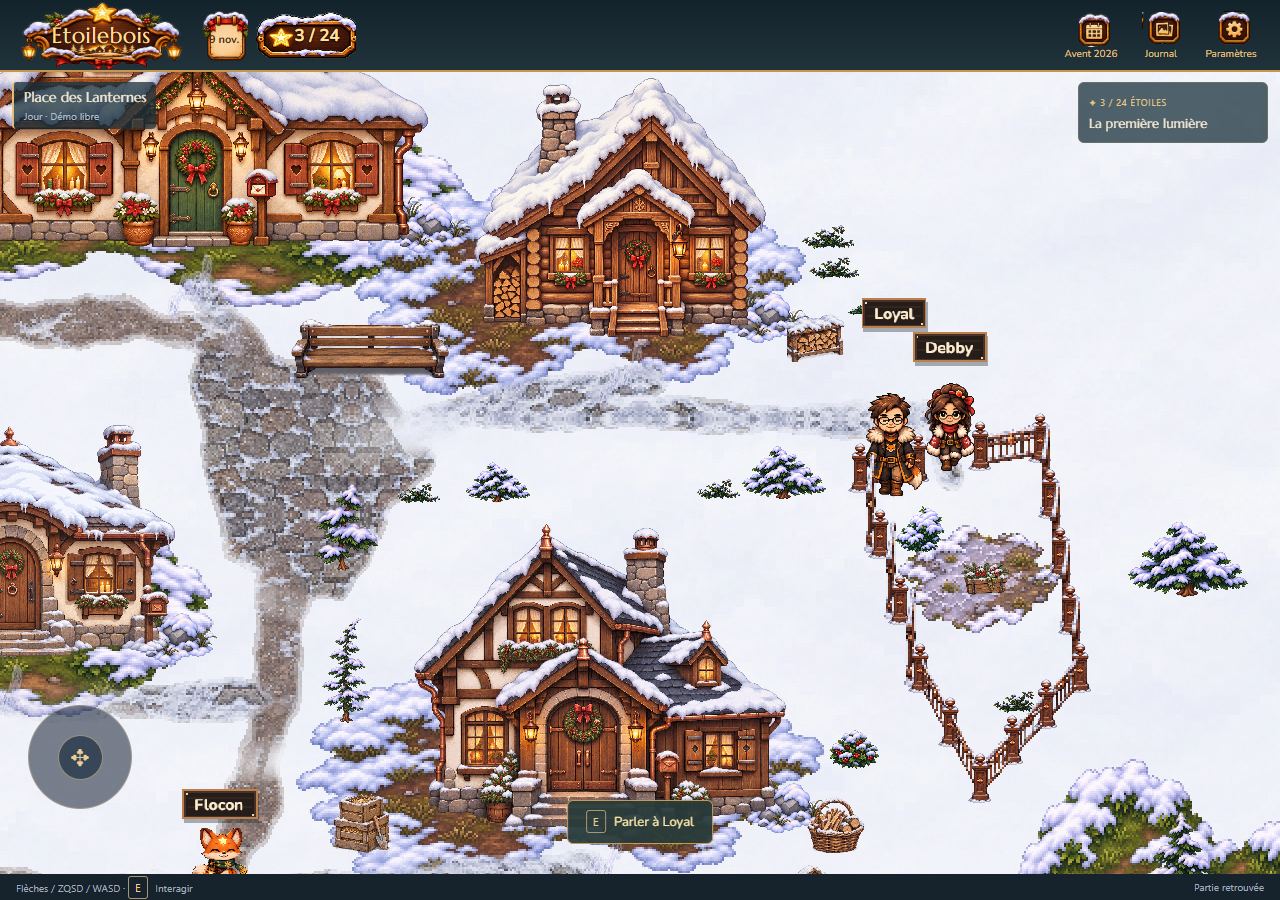 Étoilebois
9 nov.
3 / 24
Avent 2026
Journal
Paramètres
Place des Lanternes
Jour · Démo libre
✦ 3 / 24 ÉTOILES
La première lumière
Loyal
Debby
Flocon
E Parler à Loyal
Flèches / ZQSD / WASD · E Interagir
Partie retrouvée